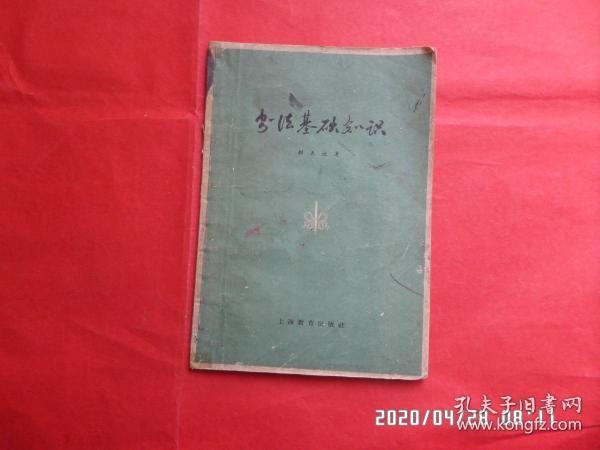 书法基础知识
上海教育出版社
2020/04/28 08:11
孔夫子旧書网
www.kongfz.com